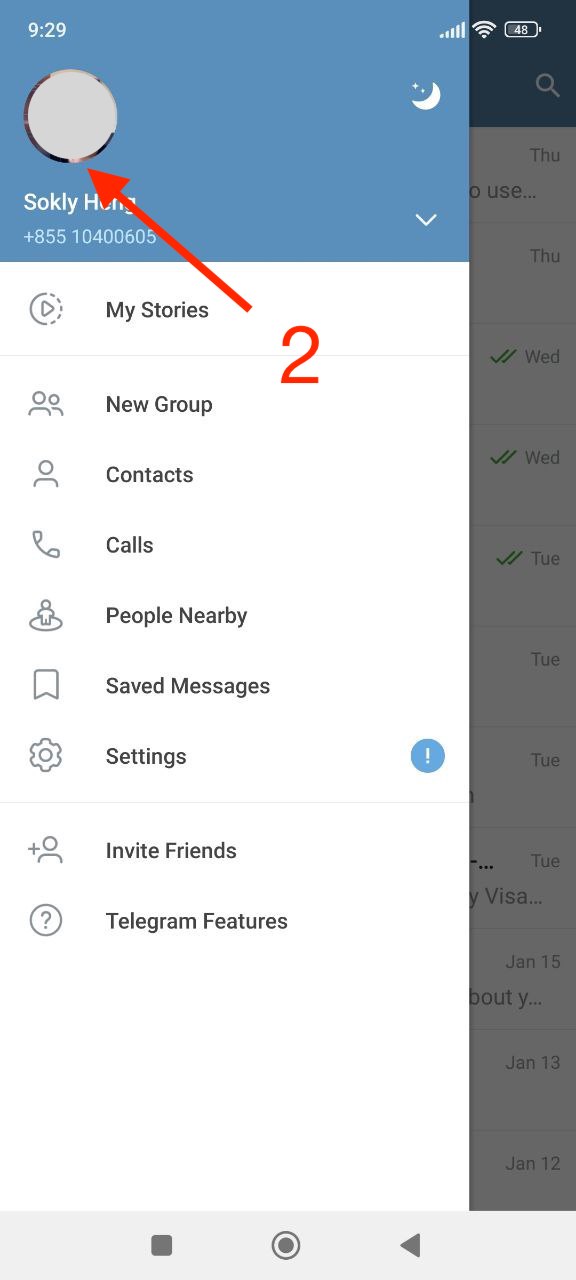 9:29
48
Thu
Sokly Heng
o use...
+855 10400605
Thu
My Stories
2
Wed
New Group
Wed
Contacts
Calls
Tue
People Nearby
Tue
Saved Messages
Settings
!
Tue
Invite Friends
-...
Tue
y Visa...
Telegram Features
Jan 15
bout y...
Jan 13
Jan 12